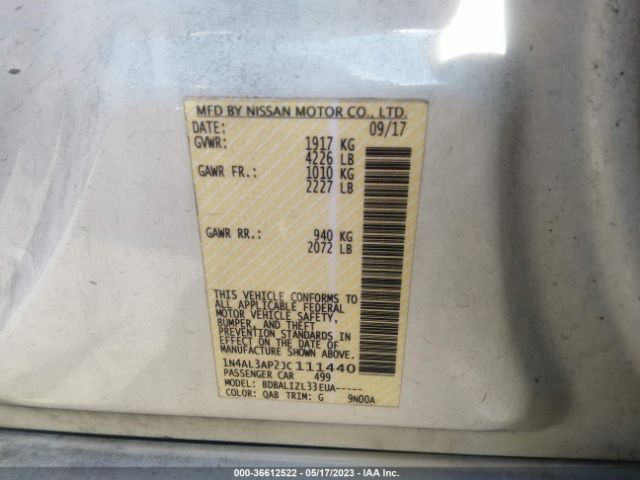 MFD BY NISSAN MOTOR CO., LTD.
DATE: 09/17
GVWR: 1917 KG
4226 LB
GAWR FR.: 1010 KG
2227 LB
GAWR RR.: 940 KG
2072 LB
THIS VEHICLE CONFORMS TO
ALL APPLICABLE FEDERAL
MOTOR VEHICLE SAFETY,
BUMPER, AND THEFT
PREVENTION STANDARDS IN
EFFECT ON THE DATE OF
MANUFACTURE SHOWN ABOVE.
1N4AL3AP2JC111440
PASSENGER CAR 499
MODEL: BDBALIZL33EUA-----
COLOR: QAB TRIM: G 9N00A
000-36612522 - 05/17/2023 - IAA Inc.